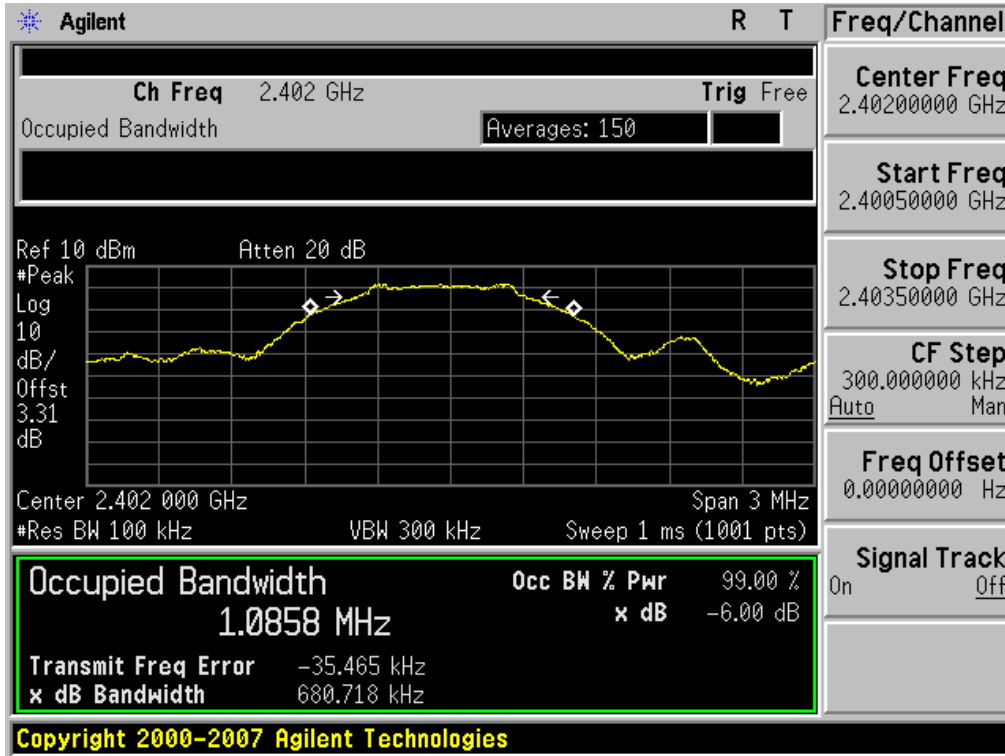 Agilent R T Freq/Channel
Ch Freq 2.402 GHz Trig Free
Occupied Bandwidth Averages: 150
Center Freq
2.40200000 GHz
Start Freq
2.40050000 GHz
Stop Freq
2.40350000 GHz
CF Step
300.000000 kHz
Auto Man
Freq Offset
0.00000000 Hz
Signal Track
On Off
Ref 10 dBm Atten 20 dB
#Peak
Log
10
dB/
Offst
3.31
dB
Center 2.402 000 GHz Span 3 MHz
#Res BW 100 kHz VBW 300 kHz Sweep 1 ms (1001 pts)
Occupied Bandwidth Occ BW % Pwr 99.00 %
1.0858 MHz x dB -6.00 dB
Transmit Freq Error -35.465 kHz
x dB Bandwidth 680.718 kHz
Copyright 2000-2007 Agilent Technologies